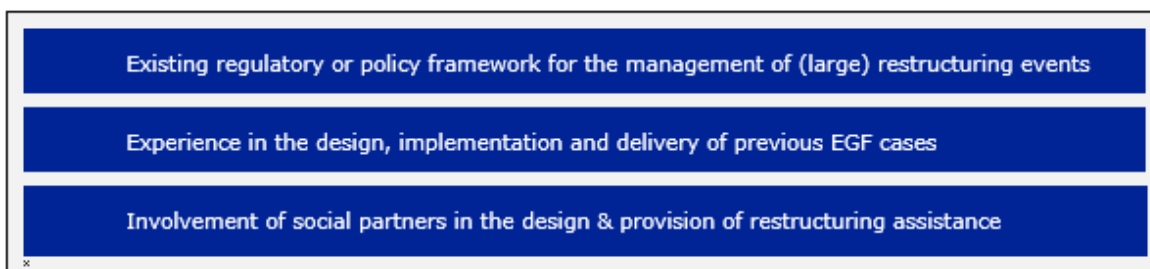 Existing regulatory or policy framework for the management of (large) restructuring events
Experience in the design, implementation and delivery of previous EGF cases
Involvement of social partners in the design & provision of restructuring assistance